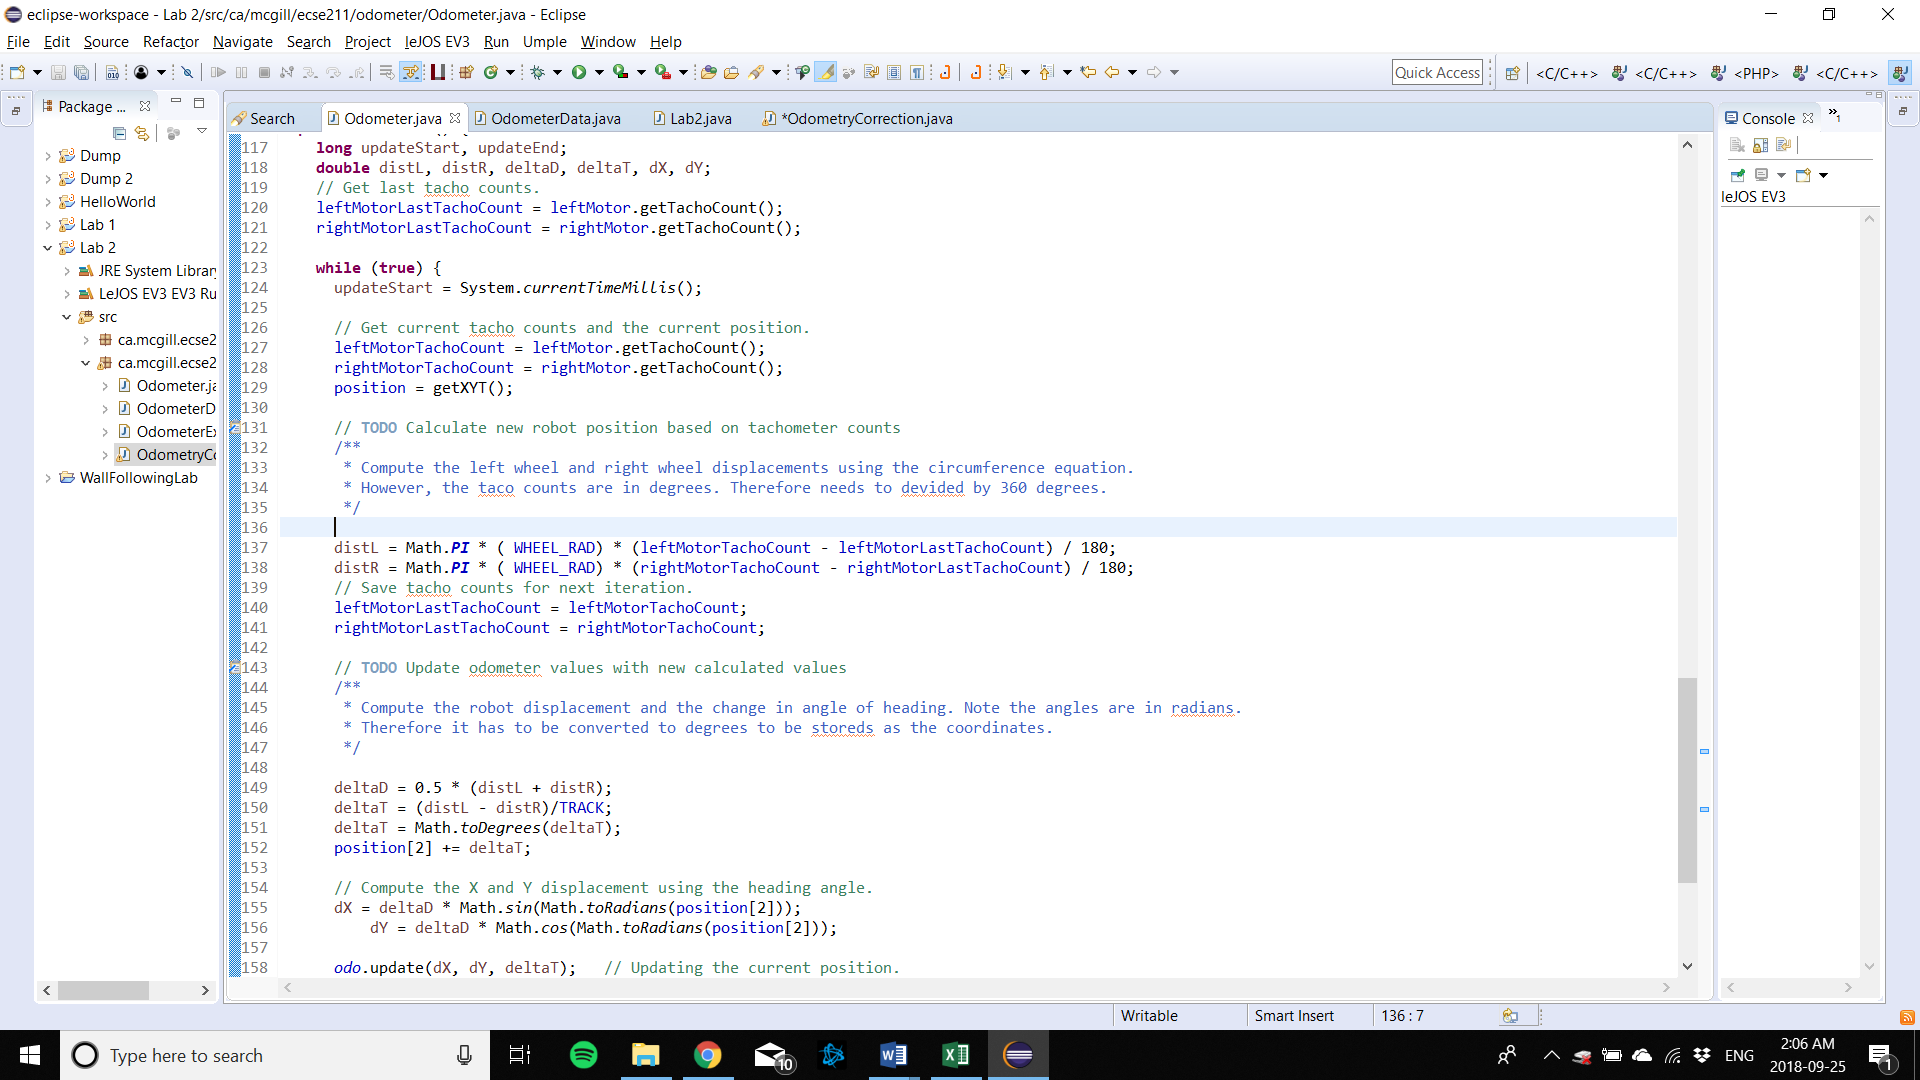 eclipse-workspace - Lab 2/src/ca/mcgill/ecse211/odometer/Odometer.java - Eclipse
File Edit Source Refactor Navigate Search Project leJOS EV3 Run Umple Window Help
Quick Access
<C/C++> <C/C++> <PHP> <C/C++>
Package ...
Dump
Dump 2
HelloWorld
Lab 1
Lab 2
JRE System Library
LeJOS EV3 EV3 Ru
src
ca.mcgill.ecse2
ca.mcgill.ecse2
Odometer.ja
OdometerD
OdometerEx
OdometryCo
WallFollowingLab
Search Odometer.java OdometerData.java Lab2.java *OdometryCorrection.java
117 long updateStart, updateEnd;
118 double distL, distR, deltaD, deltaT, dX, dY;
119 // Get last tacho counts.
120 leftMotorLastTachoCount = leftMotor.getTachoCount();
121 rightMotorLastTachoCount = rightMotor.getTachoCount();
122
123 while (true) {
124 updateStart = System.currentTimeMillis();
125
126 // Get current tacho counts and the current position.
127 leftMotorTachoCount = leftMotor.getTachoCount();
128 rightMotorTachoCount = rightMotor.getTachoCount();
129 position = getXYT();
130
131 // TODO Calculate new robot position based on tachometer counts
132 /**
133 * Compute the left wheel and right wheel displacements using the circumference equation.
134 * However, the taco counts are in degrees. Therefore needs to devided by 360 degrees.
135 */
136
137 distL = Math.PI * ( WHEEL_RAD) * (leftMotorTachoCount - leftMotorLastTachoCount) / 180;
138 distR = Math.PI * ( WHEEL_RAD) * (rightMotorTachoCount - rightMotorLastTachoCount) / 180;
139 // Save tacho counts for next iteration.
140 leftMotorLastTachoCount = leftMotorTachoCount;
141 rightMotorLastTachoCount = rightMotorTachoCount;
142
143 // TODO Update odometer values with new calculated values
144 /**
145 * Compute the robot displacement and the change in angle of heading. Note the angles are in radians.
146 * Therefore it has to be converted to degrees to be storeds as the coordinates.
147 */
148
149 deltaD = 0.5 * (distL + distR);
150 deltaT = (distL - distR)/TRACK;
151 deltaT = Math.toDegrees(deltaT);
152 position[2] += deltaT;
153
154 // Compute the X and Y displacement using the heading angle.
155 dX = deltaD * Math.sin(Math.toRadians(position[2]));
156 dY = deltaD * Math.cos(Math.toRadians(position[2]));
157
158 odo.update(dX, dY, deltaT); // Updating the current position.
Console
1
leJOS EV3
Writable Smart Insert 136 : 7
Type here to search
10
ENG
2:06 AM
2018-09-25
1